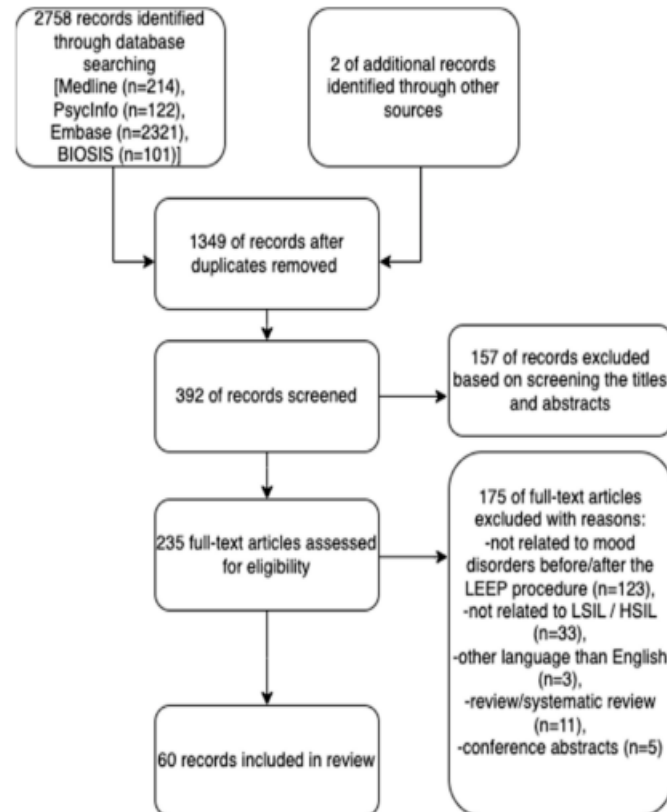 2758 records identified
through database
searching
[Medline (n=214),
PsycInfo (n=122),
Embase (n=2321),
BIOSIS (n=101)]
2 of additional records
identified through other
sources
1349 of records after
duplicates removed
392 of records screened
157 of records excluded
based on screening the titles
and abstracts
235 full-text articles assessed
for eligibility
175 of full-text articles
excluded with reasons:
-not related to mood
disorders before/after the
LEEP procedure (n=123),
-not related to LSIL / HSIL
(n=33),
-other language than English
(n=3),
-review/systematic review
(n=11),
-conference abstracts (n=5)
60 records included in review